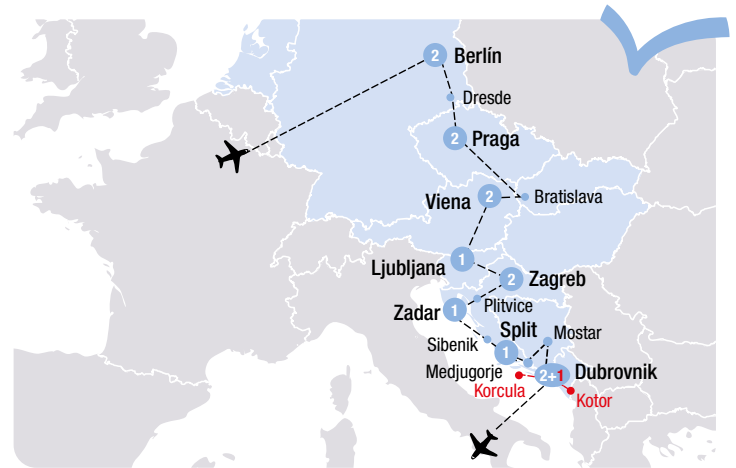 2 Berlín
Dresde
2 Praga
Viena 2
Bratislava
Ljubljana 1
2 Zagreb
Plitvice
Zadar 1
Split
Mostar
Sibenik
1
Medjugorje
2+1 Dubrovnik
Korcula
Kotor